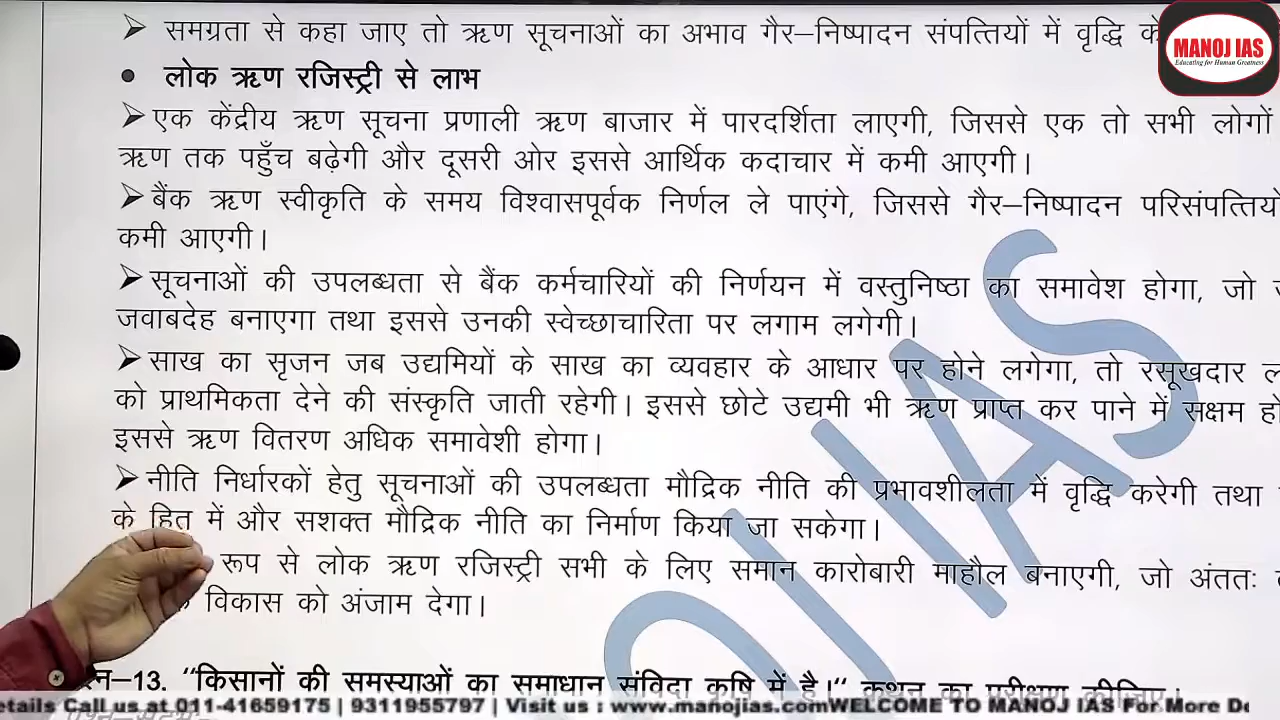 समग्रता से कहा जाए तो ऋण सूचनाओं का अभाव गैर–निष्पादन संपत्तियों में वृद्धि के
MANOJ IAS
Educating for Human Greatness
लोक ऋण रजिस्ट्री से लाभ
एक केंद्रीय ऋण सूचना प्रणाली ऋण बाजार में पारदर्शिता लाएगी, जिससे एक तो सभी लोगों
ऋण तक पहुँच बढ़ेगी और दूसरी ओर इससे आर्थिक कदाचार में कमी आएगी।
बैंक ऋण स्वीकृति के समय विश्वासपूर्वक निर्णल ले पाएंगे, जिससे गैर–निष्पादन
कमी आएगी।
सूचनाओं की उपलब्धता से बैंक कर्मचारियों की निर्णयन में वस्तुनिष्ठा का समावेश होगा, जो
जवाबदेह बनाएगा तथा इससे उनकी स्वेच्छाचारिता पर लगाम लगेगी।
साख का सृजन जब उद्यमियों के साख का व्यवहार के आधार पर होने लगेगा, तो रसूखदार
को प्राथमिकता देने की संस्कृति जाती रहेगी। इससे छोटे उद्यमी भी ऋण प्राप्त कर पाने में सक्षम
इससे ऋण वितरण अधिक समावेशी होगा।
नीति निर्धारकों हेतु सूचनाओं की उपलब्धता मौद्रिक नीति की प्रभावशीलता में वृद्धि करेगी तथा
के हित में और सशक्त मौद्रिक नीति का निर्माण किया जा सकेगा।
रूप से लोक ऋण रजिस्ट्री सभी के लिए समान कारोबारी माहौल बनाएगी, जो अंततः
विकास को अंजाम देगा।
–13. "किसानों की समस्याओं का समाधान संविदा कृषि में है।" कथन का परीक्षण कीजिए।
etails Call us at 011-41659175 | 9311955797 | Visit us : www.manojias.comWELCOME TO MANOJ IAS For More De
IAS